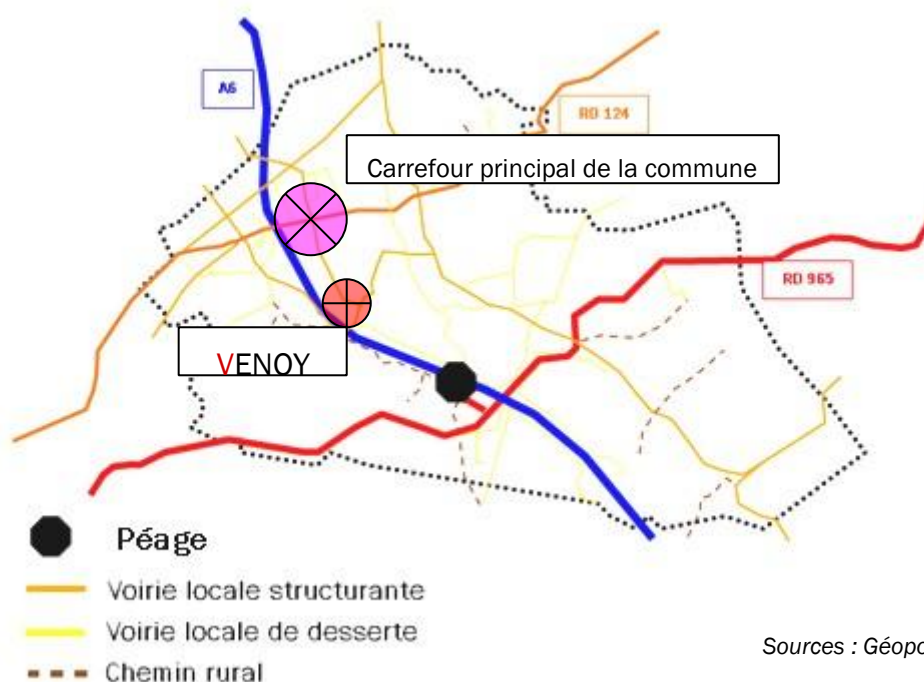 A6
RD 124
Carrefour principal de la commune
RD 965
VENOY
Péage
Voirie locale structurante
Voirie locale de desserte
Chemin rural
Sources : Géopo